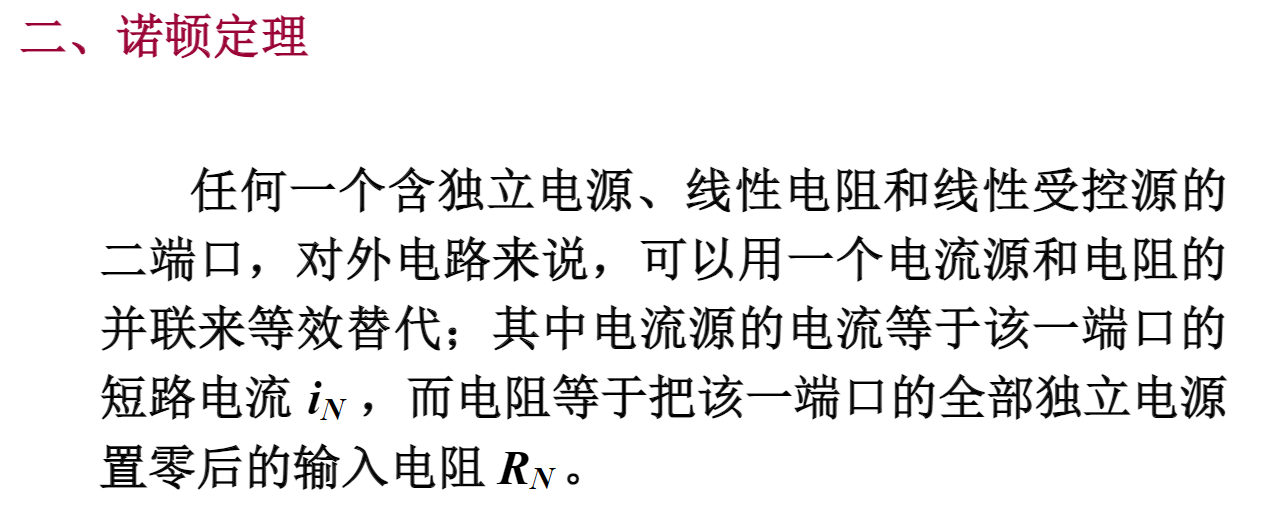 二、诺顿定理
任何一个含独立电源、线性电阻和线性受控源的
二端口，对外电路来说，可以用一个电流源和电阻的
并联来等效替代；其中电流源的电流等于该一端口的
短路电流 iN ，而电阻等于把该一端口的全部独立电源
置零后的输入电阻 RN 。